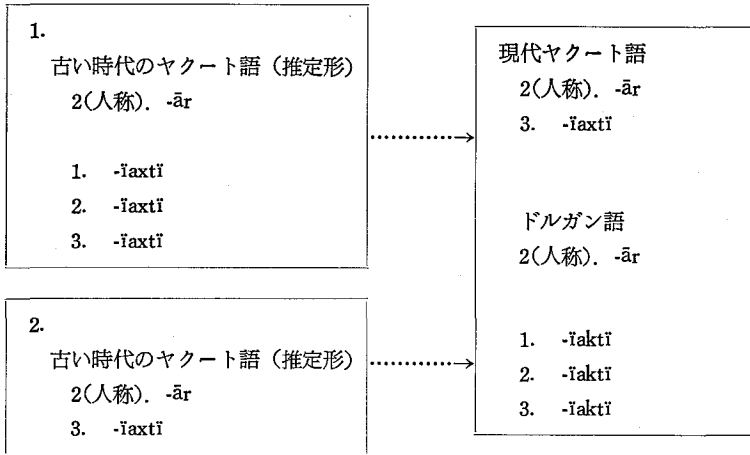 1.
古い時代のヤクート語（推定形）
2(人称). -ār
1. -ïaxtï
2. -ïaxtï
3. -ïaxtï
2.
古い時代のヤクート語（推定形）
2(人称). -ār
3. -ïaxtï
現代ヤクート語
2(人称). -ār
3. -ïaxtï
ドルガン語
2(人称). -ār
1. -ïaktï
2. -ïaktï
3. -ïaktï